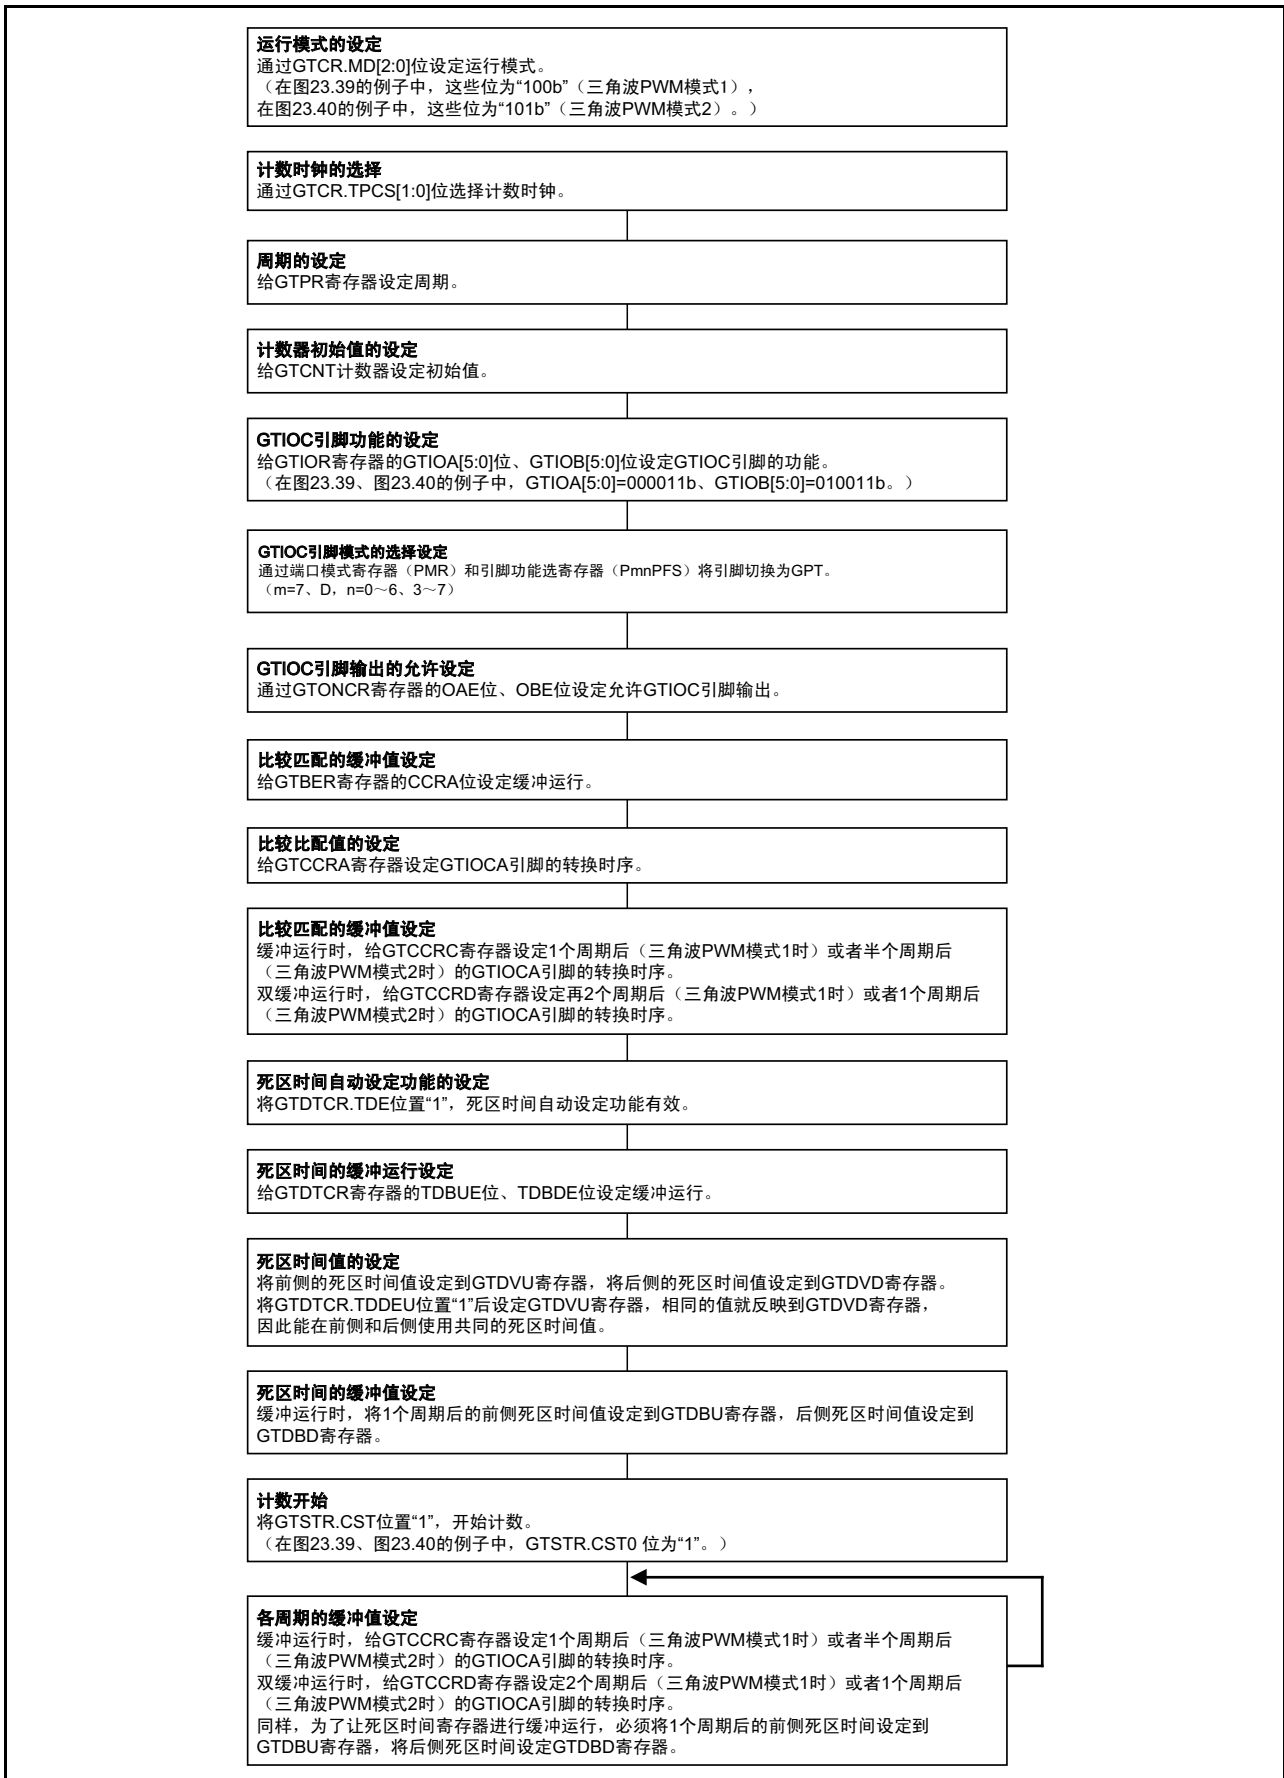 运行模式的设定
通过GTCR.MD[2:0]位设定运行模式。
（在图23.39的例子中，这些位为“100b”（三角波PWM模式1），
在图23.40的例子中，这些位为“101b”（三角波PWM模式2）。）
计数时钟的选择
通过GTCR.TPCS[1:0]位选择计数时钟。
周期的设定
给GTPR寄存器设定周期。
计数器初始值的设定
给GTCNT计数器设定初始值。
GTIOC引脚功能的设定
给GTIOR寄存器的GTIOA[5:0]位、GTIOB[5:0]位设定GTIOC引脚的功能。
（在图23.39、图23.40的例子中，GTIOA[5:0]=000011b、GTIOB[5:0]=010011b。）
GTIOC引脚模式的选择设定
通过端口模式寄存器（PMR）和引脚功能选寄存器（PmnPFS）将引脚切换为GPT。
（m=7、D，n=0～6、3～7）
GTIOC引脚输出的允许设定
通过GTONCR寄存器的OAE位、OBE位设定允许GTIOC引脚输出。
比较匹配的缓冲值设定
给GTBER寄存器的CCRA位设定缓冲运行。
比较比配值的设定
给GTCCRA寄存器设定GTIOCA引脚的转换时序。
比较匹配的缓冲值设定
缓冲运行时，给GTCCRC寄存器设定1个周期后（三角波PWM模式1时）或者半个周期后
（三角波PWM模式2时）的GTIOCA引脚的转换时序。
双缓冲运行时，给GTCCRD寄存器设定再2个周期后（三角波PWM模式1时）或者1个周期后
（三角波PWM模式2时）的GTIOCA引脚的转换时序。
死区时间自动设定功能的设定
将GTDTCR.TDE位置“1”，死区时间自动设定功能有效。
死区时间的缓冲运行设定
给GTDTCR寄存器的TDBUE位、TDBDE位设定缓冲运行。
死区时间值的设定
将前侧的死区时间值设定到GTDVU寄存器，将后侧的死区时间值设定到GTDVD寄存器。
将GTDTCR.TDDEU位置“1”后设定GTDVU寄存器，相同的值就反映到GTDVD寄存器，
因此能在前侧和后侧使用共同的死区时间值。
死区时间的缓冲值设定
缓冲运行时，将1个周期后的前侧死区时间值设定到GTDBU寄存器，后侧死区时间值设定到
GTDBD寄存器。
计数开始
将GTSTR.CST位置“1”，开始计数。
（在图23.39、图23.40的例子中，GTSTR.CST0 位为“1”。）
各周期的缓冲值设定
缓冲运行时，给GTCCRC寄存器设定1个周期后（三角波PWM模式1时）或者半个周期后
（三角波PWM模式2时）的GTIOCA引脚的转换时序。
双缓冲运行时，给GTCCRD寄存器设定2个周期后（三角波PWM模式1时）或者1个周期后
（三角波PWM模式2时）的GTIOCA引脚的转换时序。
同样，为了让死区时间寄存器进行缓冲运行，必须将1个周期后的前侧死区时间设定到
GTDBU寄存器，将后侧死区时间设定GTDBD寄存器。